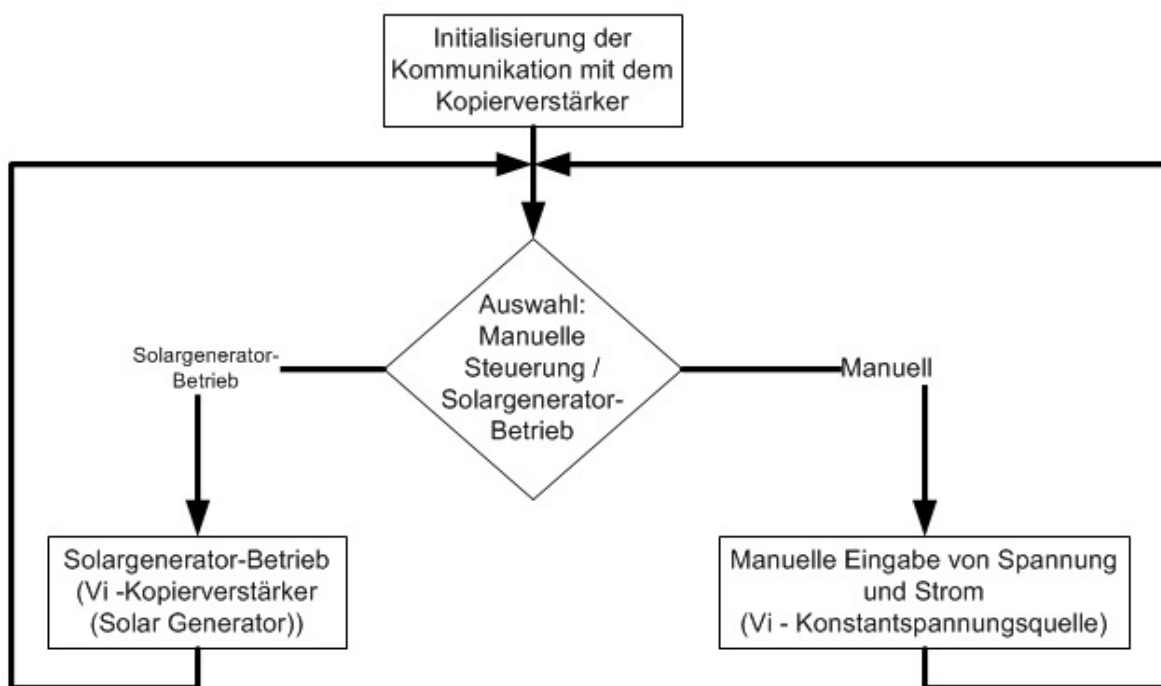 Initialisierung der
Kommunikation mit dem
Kopierverstärker
Auswahl:
Manuelle
Steuerung /
Solargenerator-
Betrieb
Solargenerator-
Betrieb
Manuell
Solargenerator-Betrieb
(Vi -Kopierverstärker
(Solar Generator))
Manuelle Eingabe von Spannung
und Strom
(Vi - Konstantspannungsquelle)